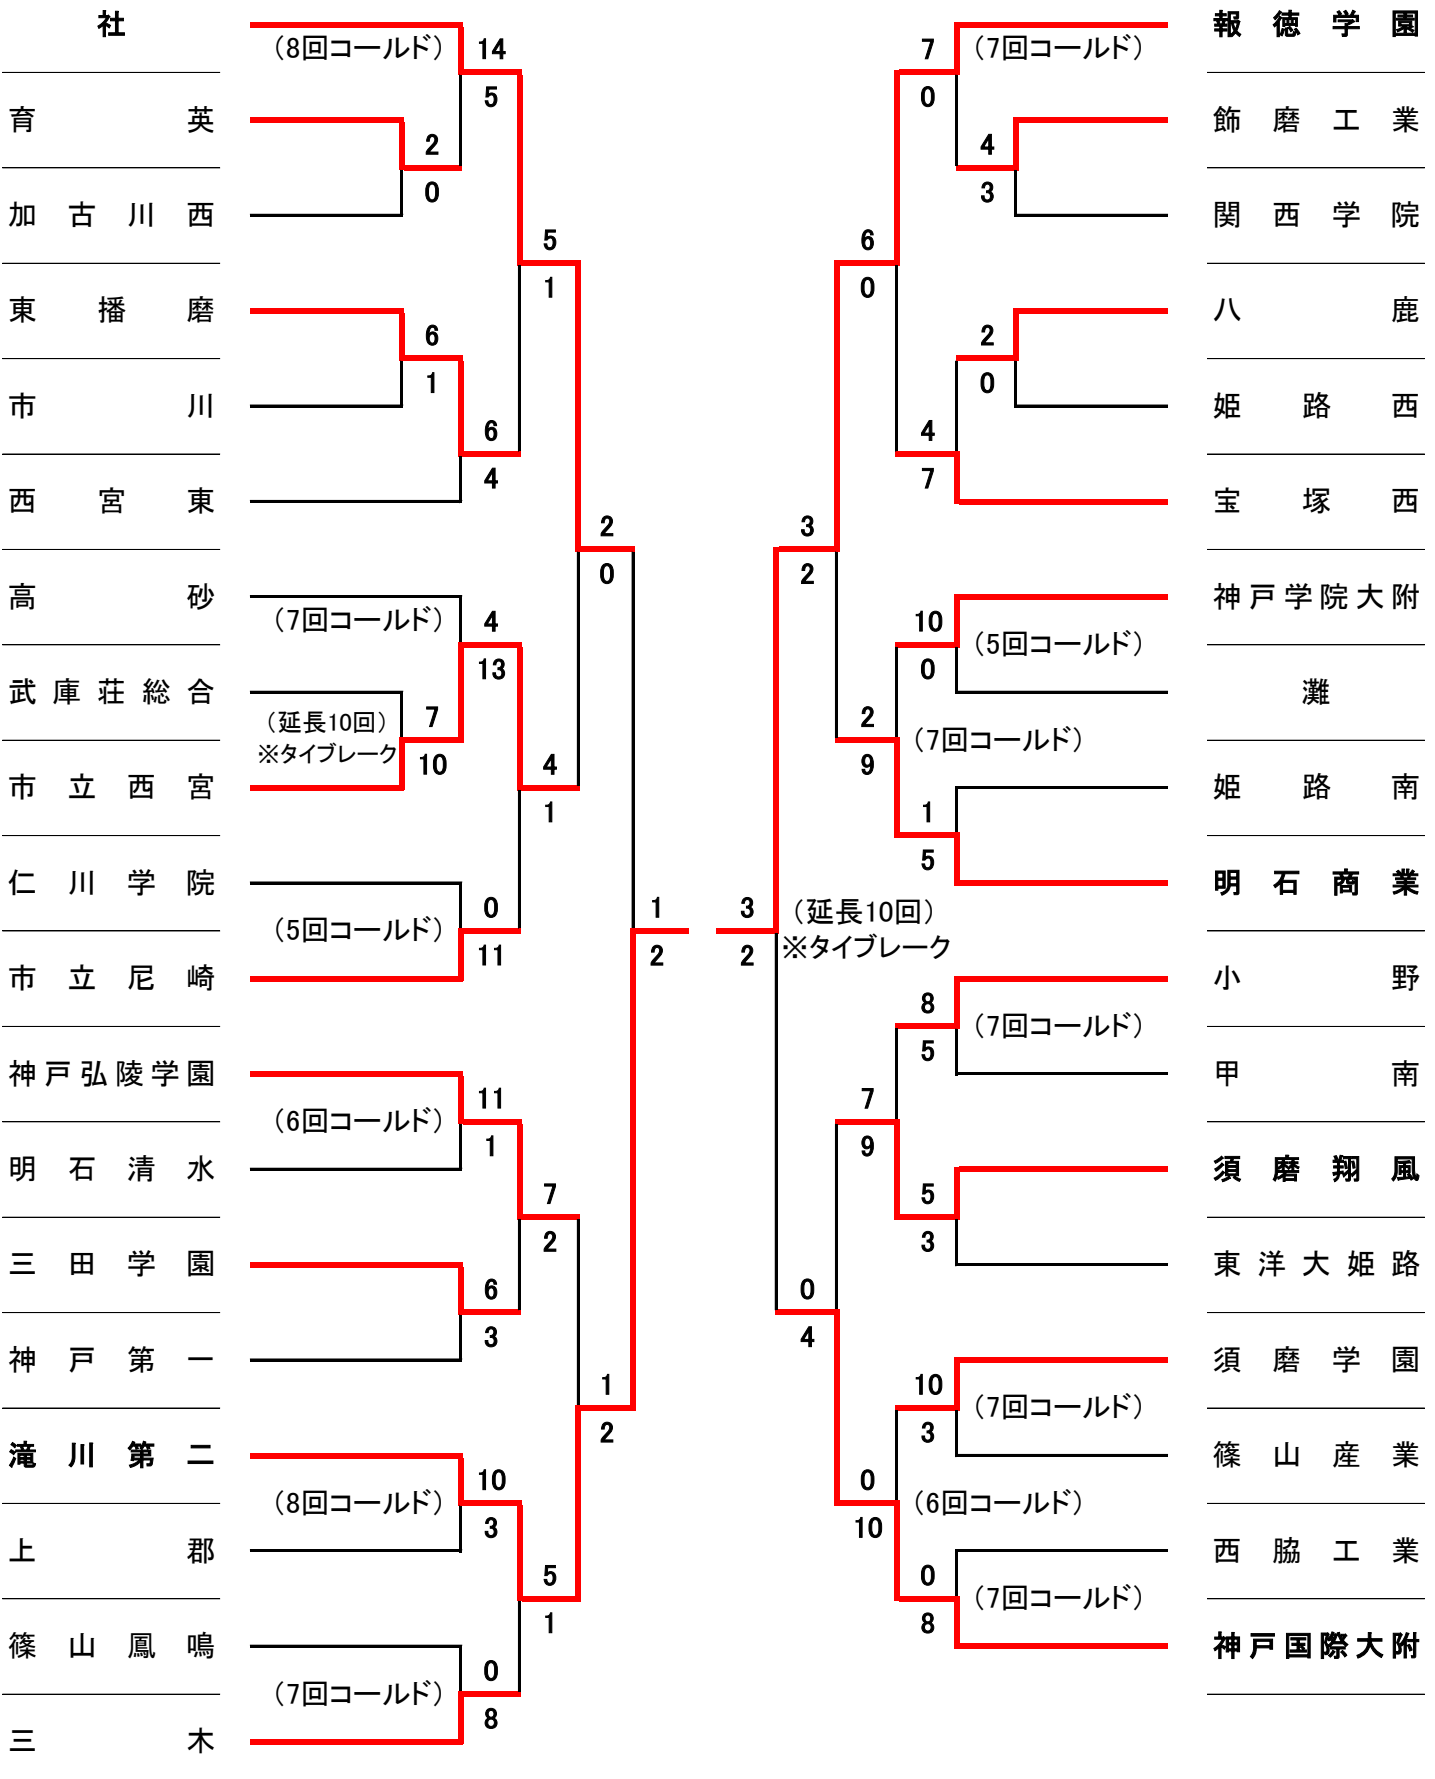 社
(8回コールド)
14
5
育英
2
0
加古川西
5
1
東播磨
6
1
市川
6
4
西宮東
2
0
高砂
(7回コールド)
4
13
武庫荘総合
(延長10回)
※タイブレーク
7
10
市立西宮
4
1
仁川学院
(5回コールド)
0
11
市立尼崎
1
2
神戸弘陵学園
(6回コールド)
11
1
明石清水
7
2
三田学園
6
3
神戸第一
1
2
滝川第二
(8回コールド)
10
3
上郡
5
1
篠山鳳鳴
(7回コールド)
0
8
三木
報徳学園
7
0
(7回コールド)
飾磨工業
4
3
関西学院
6
0
八鹿
2
0
姫路西
4
7
宝塚西
3
2
神戸学院大附
10
0
(5回コールド)
灘
2
9
(7回コールド)
姫路南
1
5
明石商業
3
2
(延長10回)
※タイブレーク
小野
8
5
(7回コールド)
甲南
7
9
須磨翔風
5
3
東洋大姫路
0
4
須磨学園
10
3
(7回コールド)
篠山産業
0
10
(6回コールド)
西脇工業
0
8
(7回コールド)
神戸国際大附